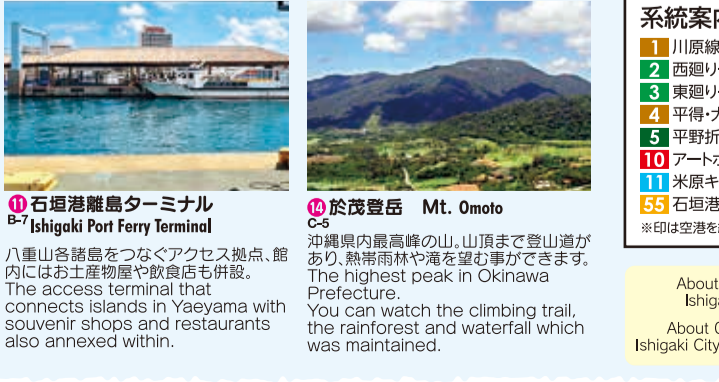 ⑪石垣港離島ターミナル
B-7 Ishigaki Port Ferry Terminal
八重山各諸島をつなぐアクセス拠点、館
内にはお土産物屋や飲食店も併設。
The access terminal that
connects islands in Yaeyama with
souvenir shops and restaurants
also annexed within.
⑭於茂登岳 Mt. Omoto
C-5
沖縄県内最高峰の山。山頂まで登山道が
あり、熱帯雨林や滝を望む事ができます。
The highest peak in Okinawa
Prefecture.
You can watch the climbing trail,
the rainforest and waterfall which
was maintained.
系統案
1 川原線
2 西廻り
3 東廻り
4 平得・
5 平野折
10 アート
11 米原キ
55 石垣港
※印は空港を
About
Ishiga
About
Ishigaki City